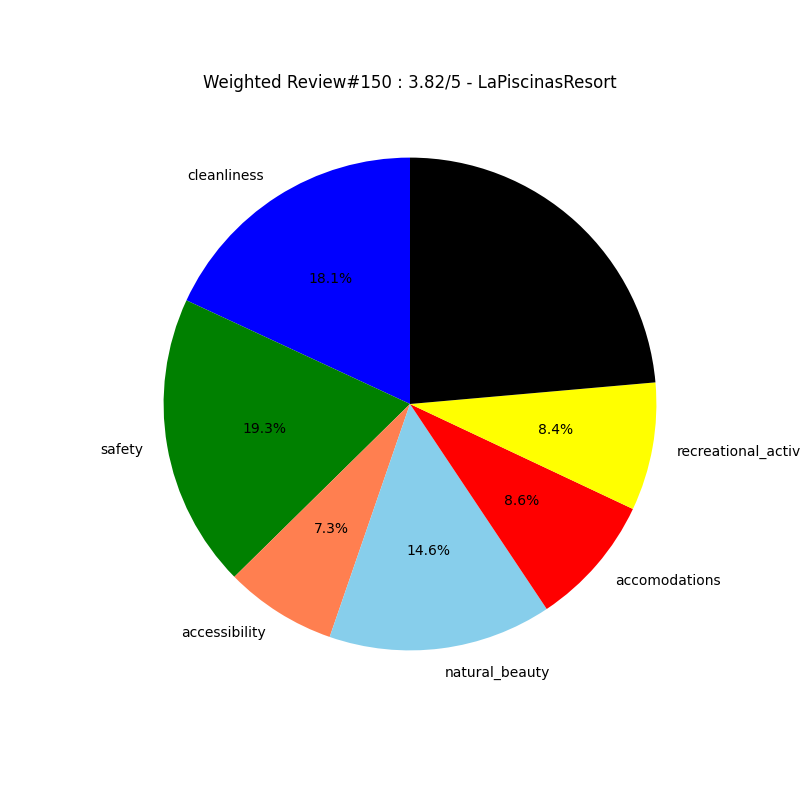 Weighted Review#150 : 3.82/5 - LaPiscinasResort
cleanliness
18.1%
safety
19.3%
accessibility
7.3%
natural_beauty
14.6%
accomodations
8.6%
recreational_activ
8.4%